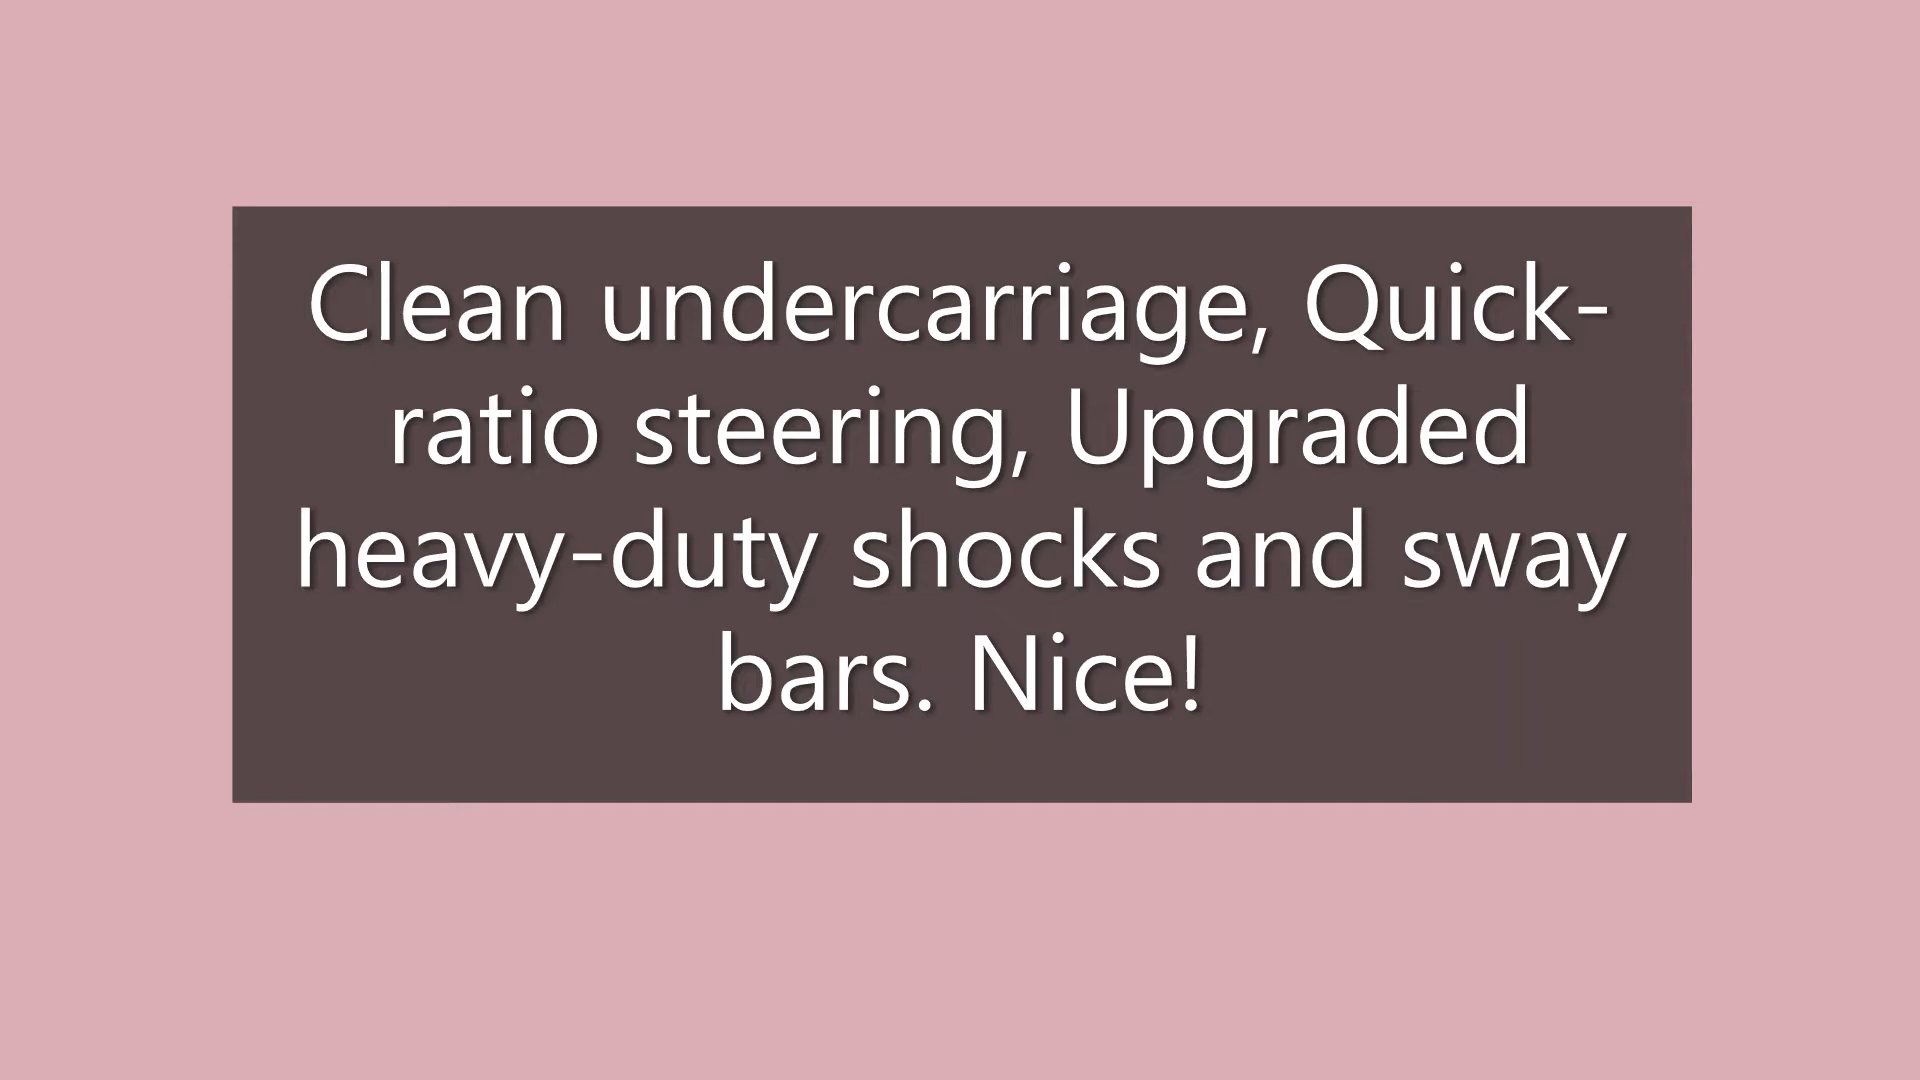 Clean undercarriage, Quick-
ratio steering, Upgraded
heavy-duty shocks and sway
bars. Nice!